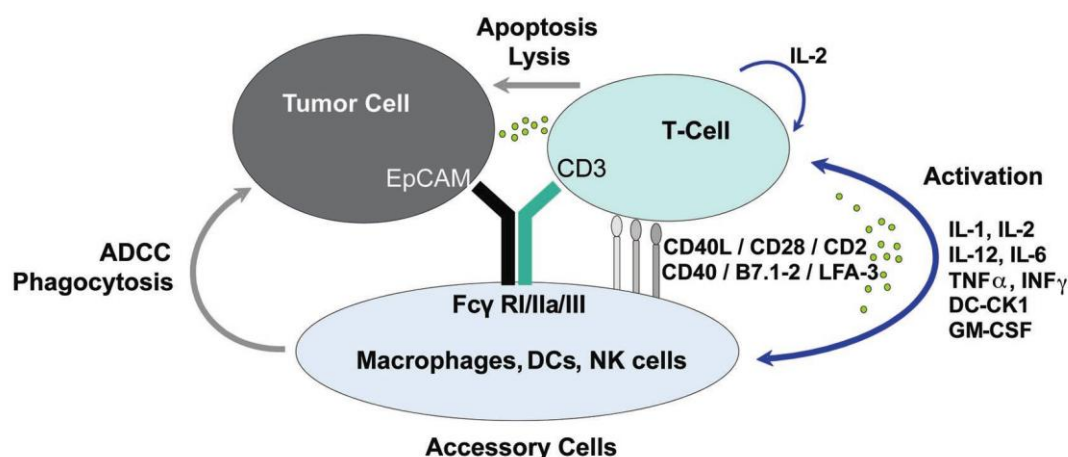 Apoptosis
Lysis
IL-2
Tumor Cell
T-Cell
EpCAM
CD3
Activation
ADCC
Phagocytosis
CD40L / CD28 / CD2
CD40 / B7.1-2 / LFA-3
IL-1, IL-2
IL-12, IL-6
TNFα, INFγ
DC-CK1
GM-CSF
Fcγ RI/IIa/III
Macrophages, DCs, NK cells
Accessory Cells